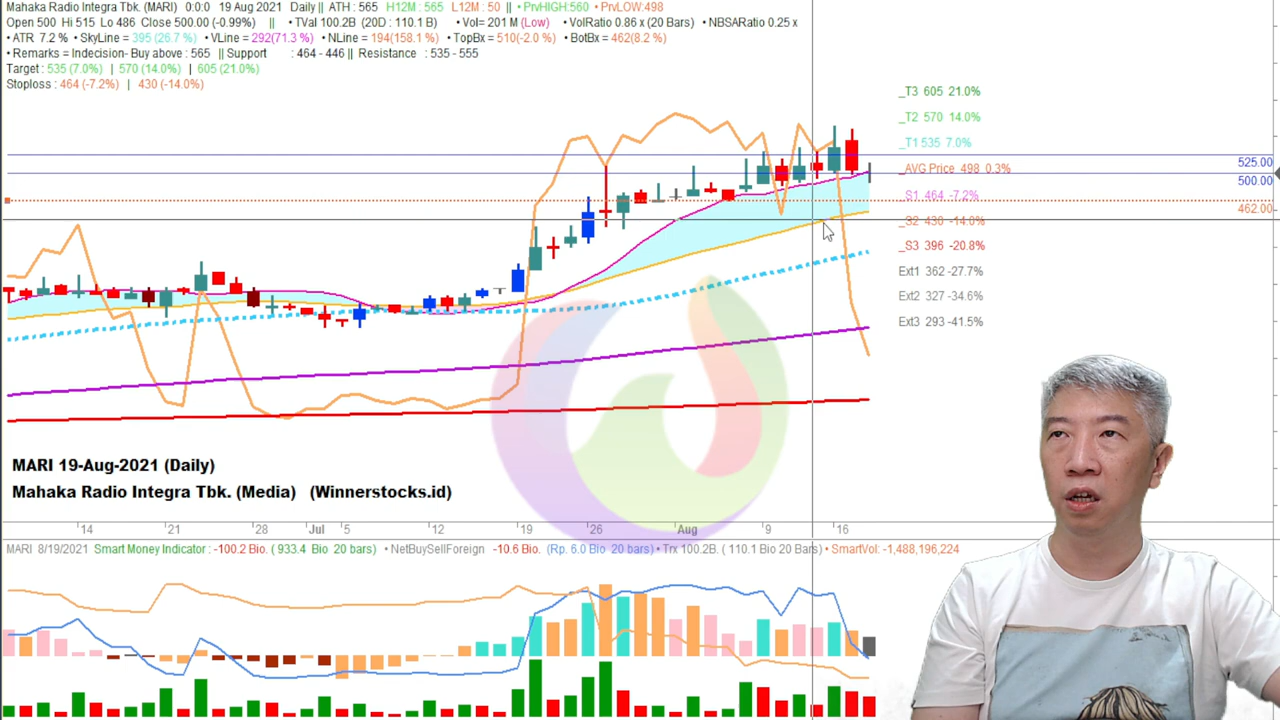 Mahaka Radio Integra Tbk. (MARI) 0:0:0 19 Aug 2021 Daily || ATH : 565 H12M : 565 L12M : 50 || • PrvHIGH:560 • PrvLOW:498
Open 500 Hi 515 Lo 486 Close 500.00 (-0.99%) || • TVal 100.2B (20D : 110.1 B) • Vol= 201 M (Low) • VolRatio 0.86 x (20 Bars) • NBSARatio 0.25 x
• ATR 7.2 % • SkyLine = 395 (26.7 %) • VLine = 292(71.3 %) • NLine = 194(158.1 %) • TopBx = 510(-2.0 %) • BotBx = 462(8.2 %)
• Remarks = Indecision- Buy above : 565 || Support : 464 - 446 || Resistance : 535 - 555
Target : 535 (7.0%) | 570 (14.0%) | 605 (21.0%)
Stoploss : 464 (-7.2%) | 430 (-14.0%)
_T3 605 21.0%
_T2 570 14.0%
_T1 535 7.0%
525.00
_AVG Price 498 0.3%
500.00
_S1 464 -7.2%
462.00
_S2 430 -14.0%
_S3 396 -20.8%
Ext1 362 -27.7%
Ext2 327 -34.6%
Ext3 293 -41.5%
MARI 19-Aug-2021 (Daily)
Mahaka Radio Integra Tbk. (Media) (Winnerstocks.id)
14 21 28 Jul 5 12 19 26 Aug 9 16
MARI 8/19/2021 Smart Money Indicator : -100.2 Bio. ( 933.4 Bio 20 bars) • NetBuySellForeign -10.6 Bio. (Rp. 6.0 Bio 20 bars) • Trx 100.2B. ( 110.1 Bio 20 Bars) • SmartVol: -1,488,196,224